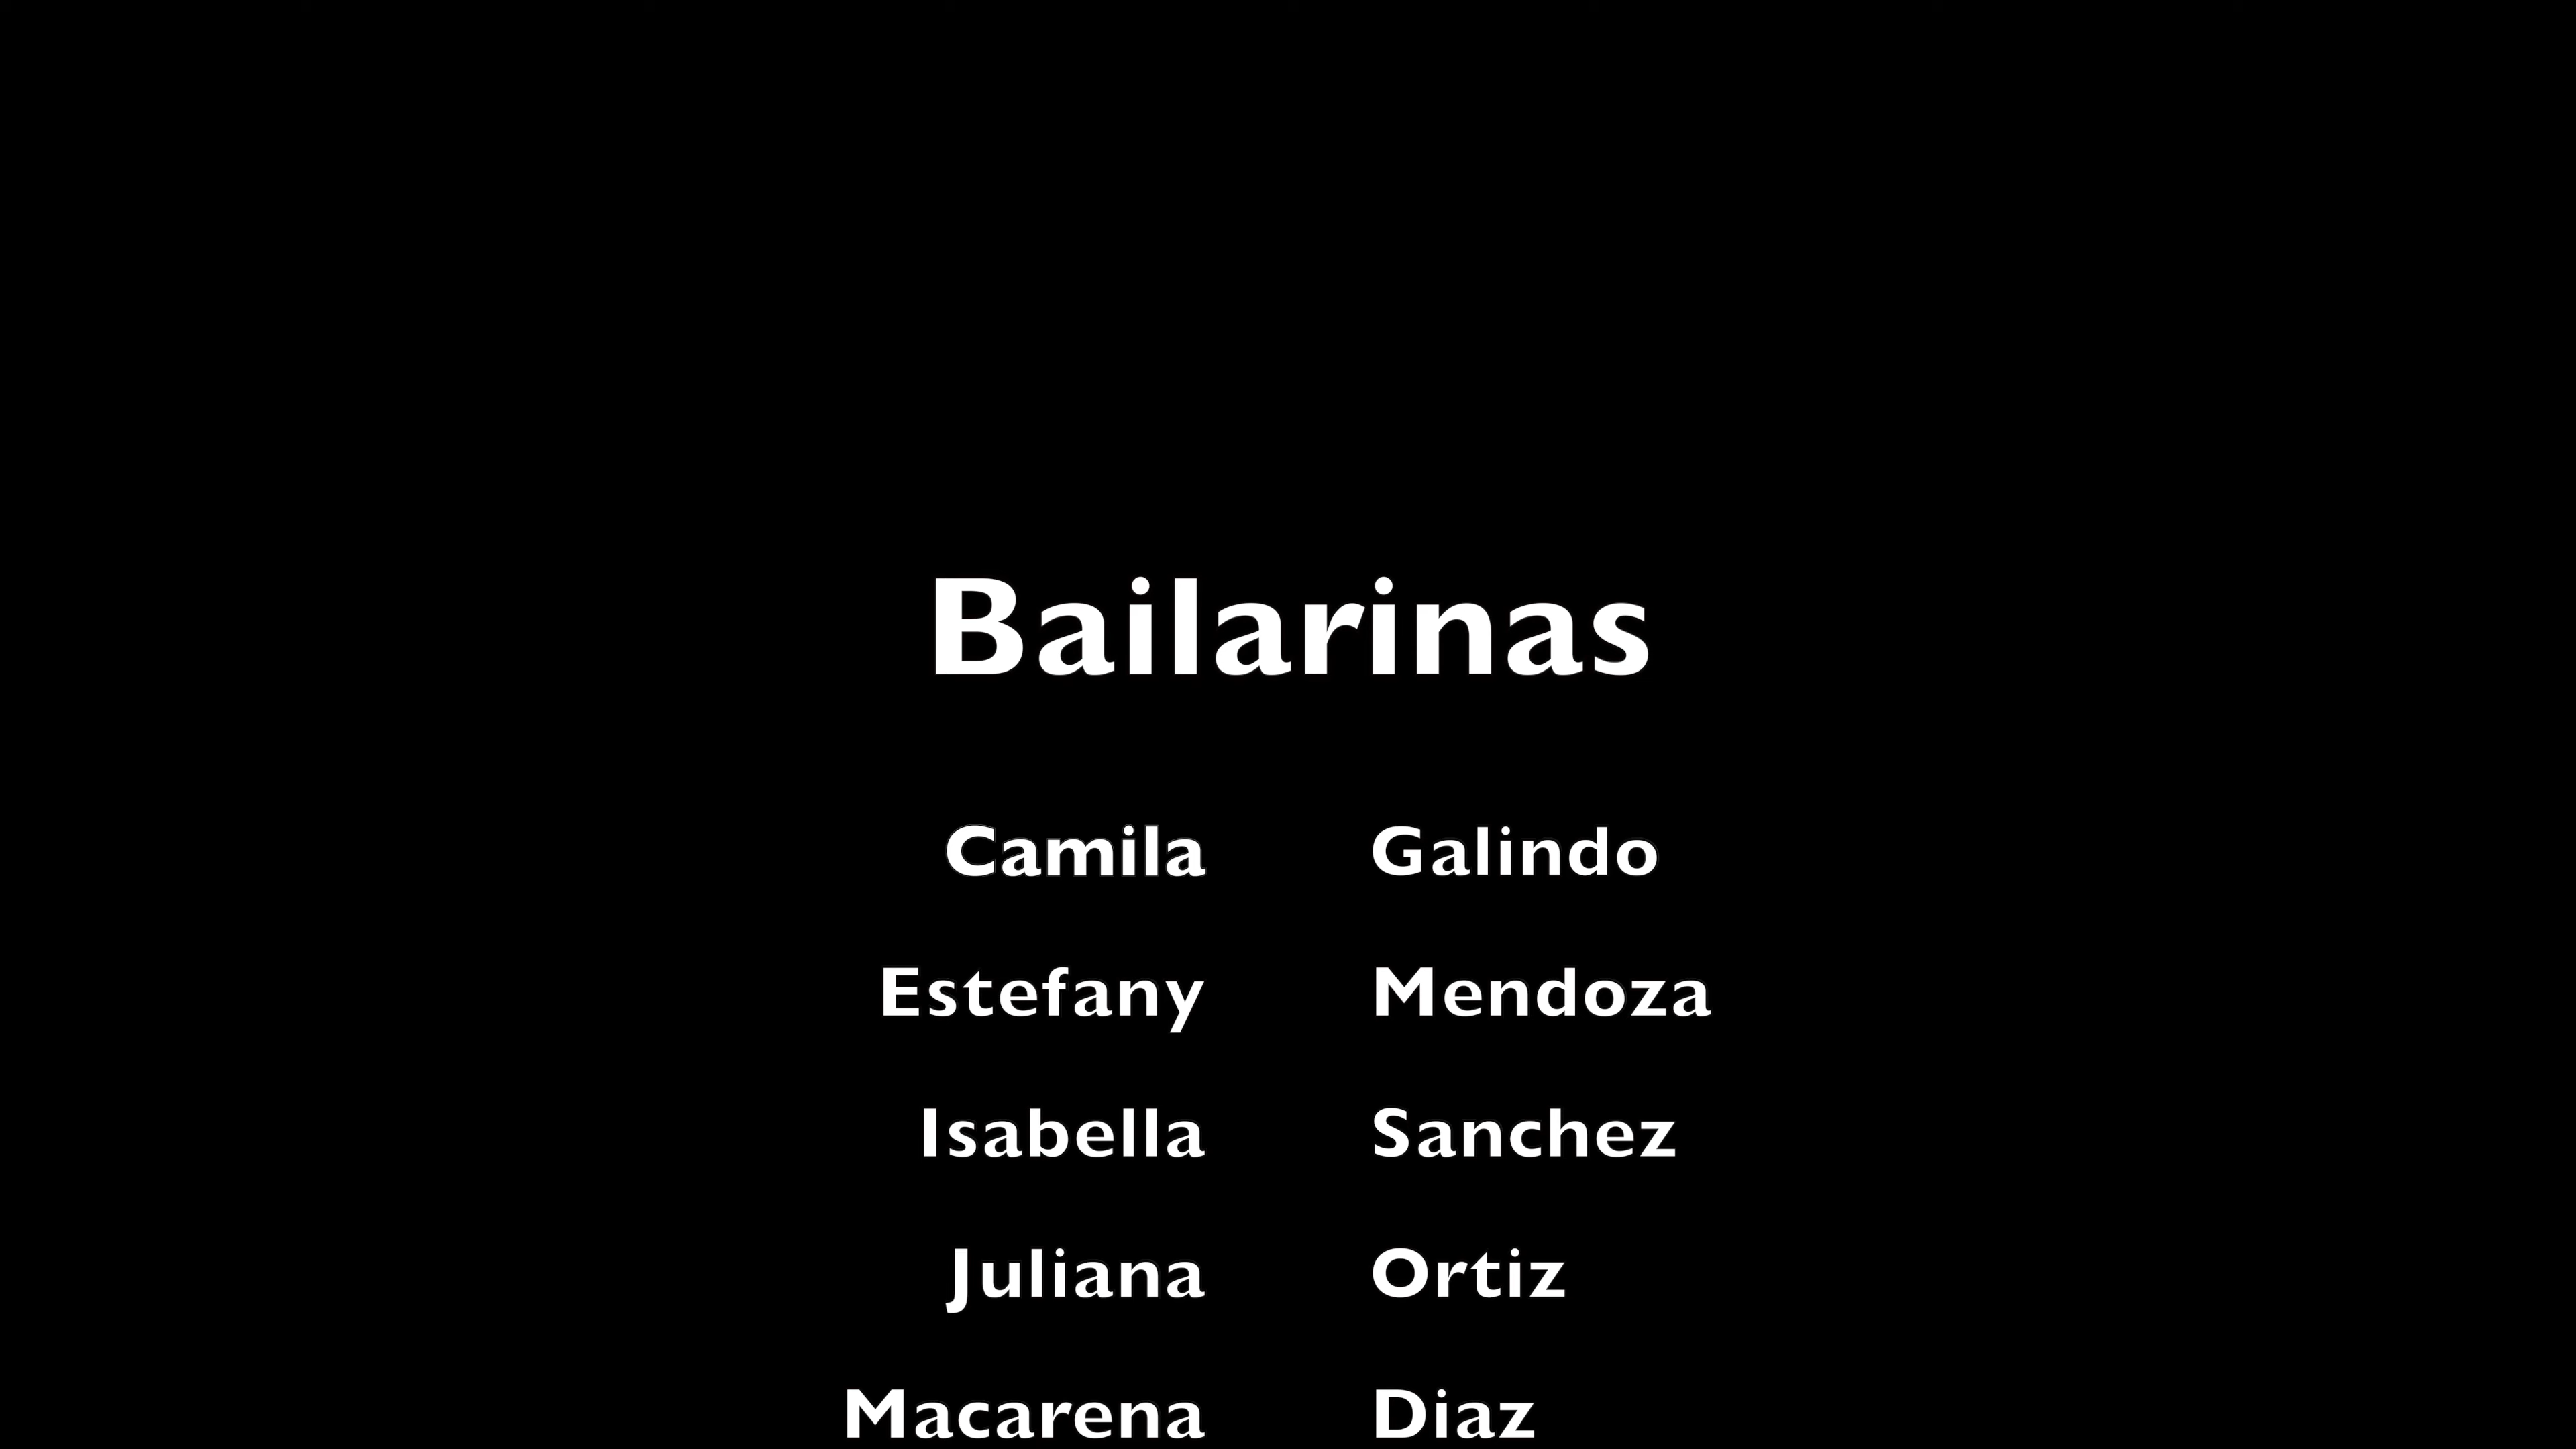 Bailarinas
Camila Galindo
Estefany Mendoza
Isabella Sanchez
Juliana Ortiz
Macarena Diaz